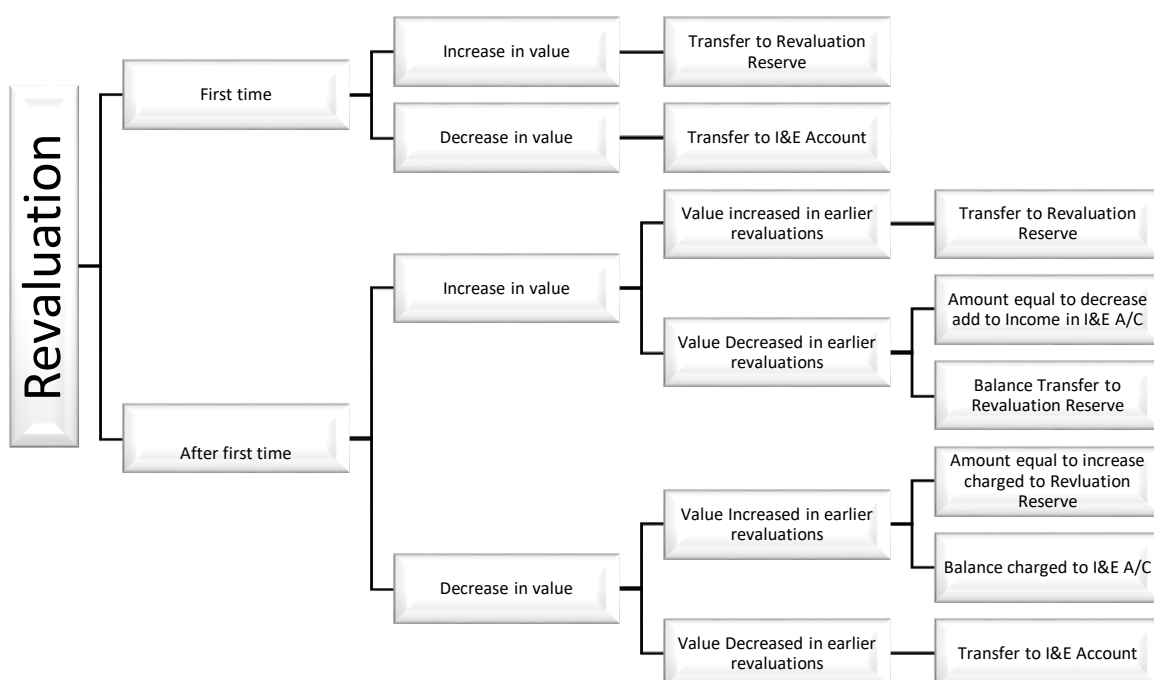 Revaluation
First time
Increase in value
Transfer to Revaluation
Reserve
Decrease in value
Transfer to I&E Account
After first time
Increase in value
Value increased in earlier
revaluations
Transfer to Revaluation
Reserve
Value Decreased in earlier
revaluations
Amount equal to decrease
add to Income in I&E A/C
Balance Transfer to
Revaluation Reserve
Decrease in value
Value Increased in earlier
revaluations
Amount equal to increase
charged to Revluation
Reserve
Balance charged to I&E A/C
Value Decreased in earlier
revaluations
Transfer to I&E Account